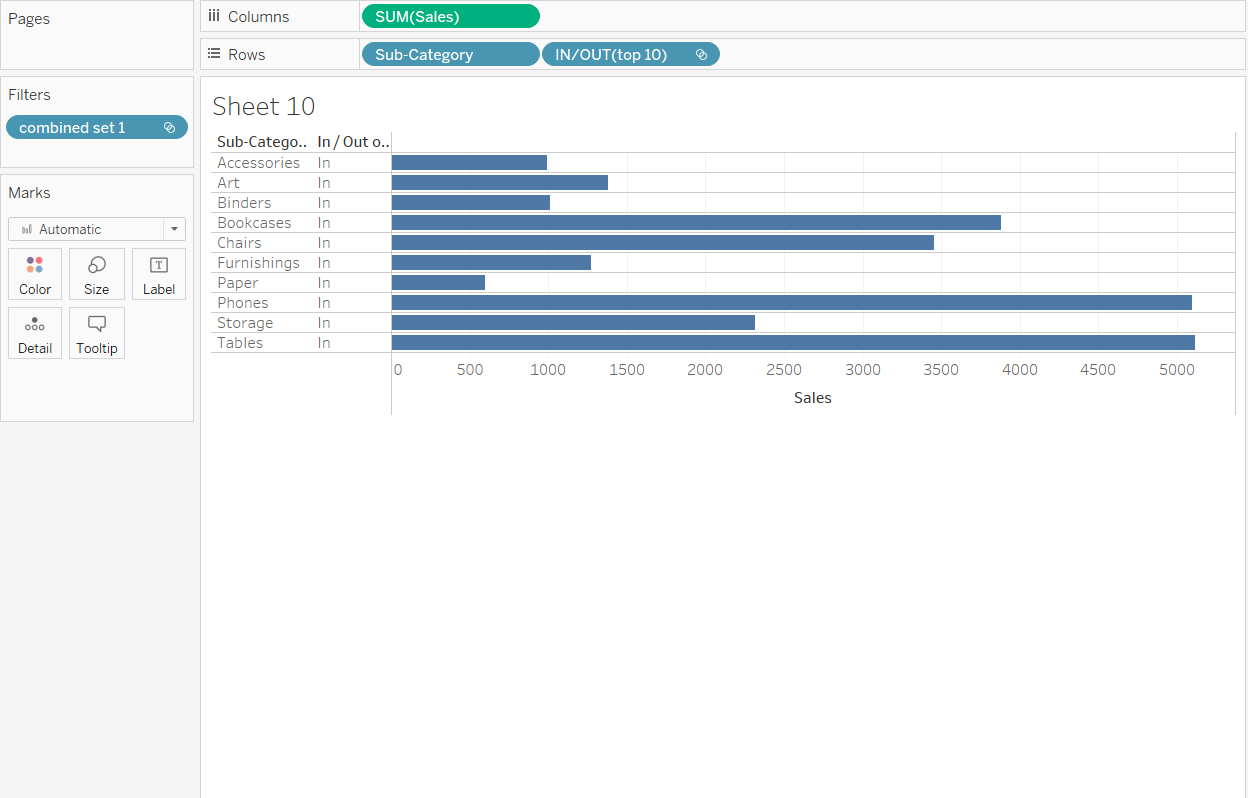 Pages
Columns
SUM(Sales)
Rows
Sub-Category
IN/OUT(top 10)
Filters
combined set 1
Marks
Automatic
Color
Size
T
Label
Detail
Tooltip
Sheet 10
Sub-Catego.. In / Out o..
Accessories In
Art In
Binders In
Bookcases In
Chairs In
Furnishings In
Paper In
Phones In
Storage In
Tables In
0 500 1000 1500 2000 2500 3000 3500 4000 4500 5000
Sales